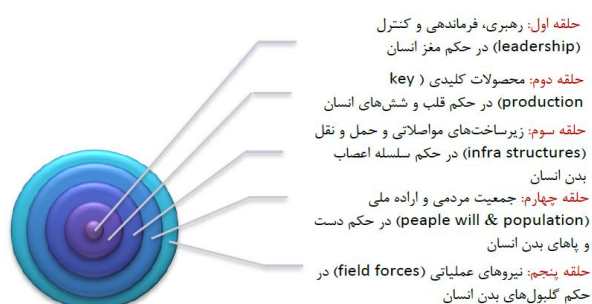 حلقه اول: رهبری، فرماندهی و کنترل
(leadership) در حکم مغز انسان
حلقه دوم: محصولات کلیدی ( key
production) در حکم قلب و شش‌های انسان
حلقه سوم: زیرساخت‌های مواصلاتی و حمل و نقل
(infra structures) در حکم سلسله اعصاب
بدن انسان
حلقه چهارم: جمعیت مردمی و اراده ملی
(peaple will & population) در حکم دست
و پاهای بدن انسان
حلقه پنجم: نیروهای عملیاتی (field forces) در
حکم گلبول‌های بدن انسان